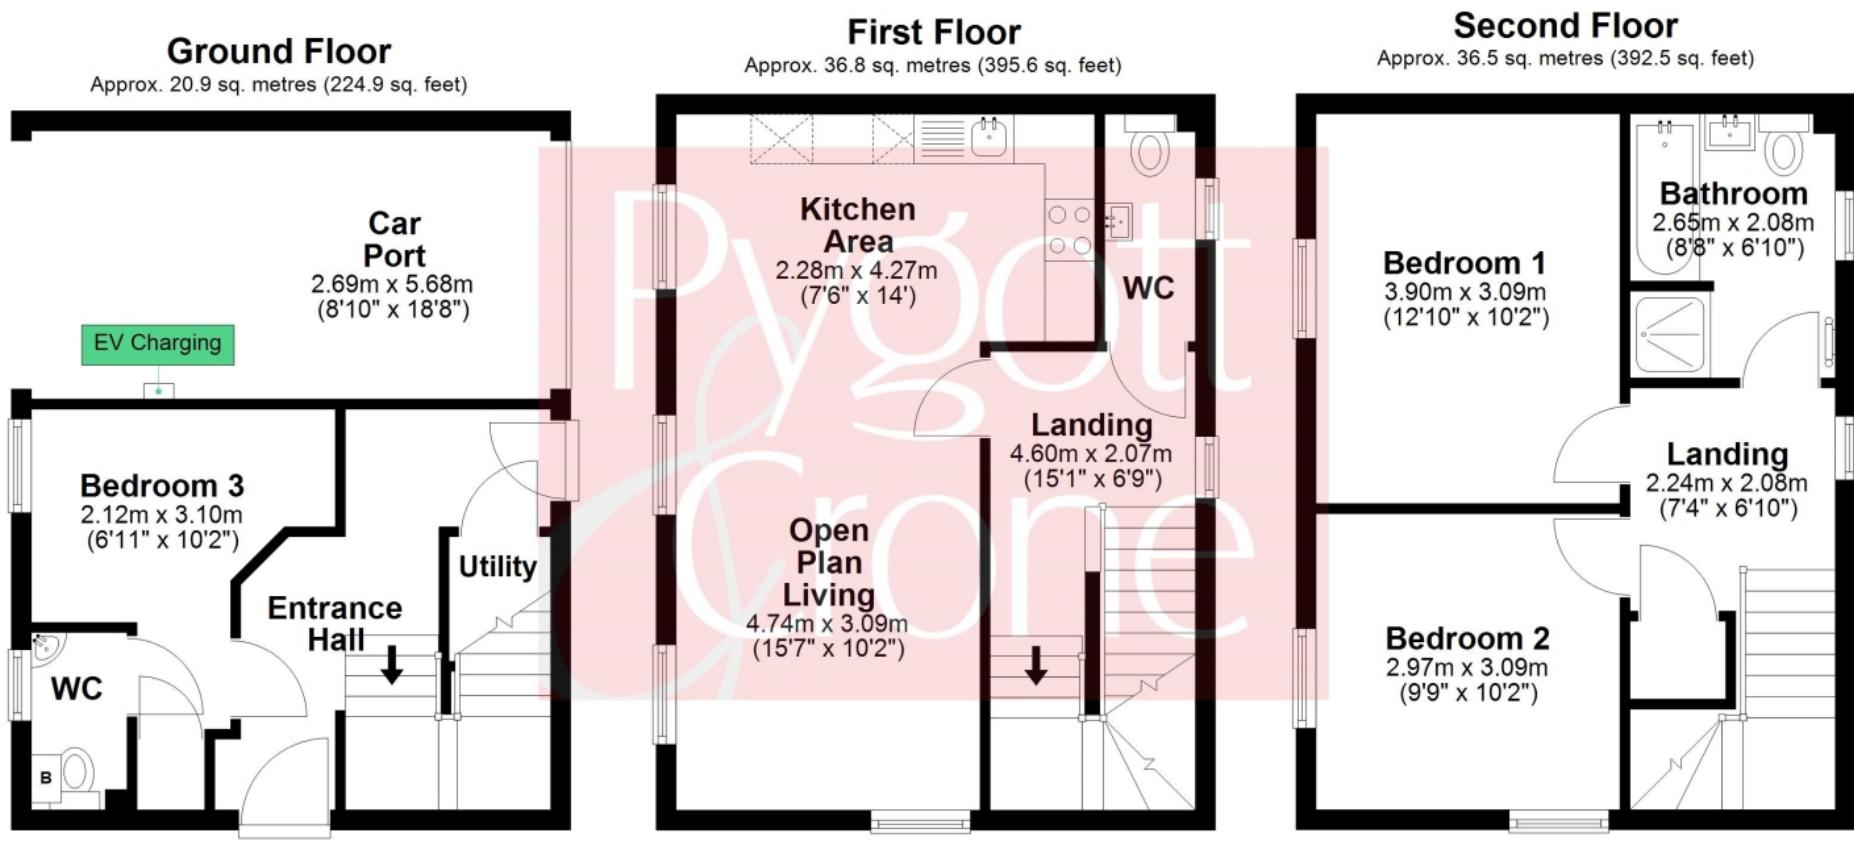 Ground Floor
Approx. 20.9 sq. metres (224.9 sq. feet)
Car
Port
2.69m x 5.68m
(8'10" x 18'8")
EV Charging
Bedroom 3
2.12m x 3.10m
(6'11" x 10'2")
Utility
Entrance
Hall
WC
B
First Floor
Approx. 36.8 sq. metres (395.6 sq. feet)
Kitchen
Area
2.28m x 4.27m
(7'6" x 14')
WC
Landing
4.60m x 2.07m
(15'1" x 6'9")
Open
Plan
Living
4.74m x 3.09m
(15'7" x 10'2")
Pygott
&
Crone
Second Floor
Approx. 36.5 sq. metres (392.5 sq. feet)
Bathroom
2.65m x 2.08m
(8'8" x 6'10")
Bedroom 1
3.90m x 3.09m
(12'10" x 10'2")
Landing
2.24m x 2.08m
(7'4" x 6'10")
Bedroom 2
2.97m x 3.09m
(9'9" x 10'2")